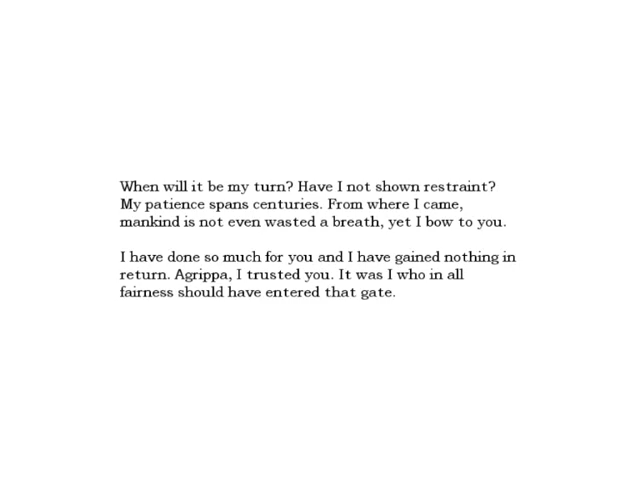 When will it be my turn? Have I not shown restraint?
My patience spans centuries. From where I came,
mankind is not even wasted a breath, yet I bow to you.
I have done so much for you and I have gained nothing in
return. Agrippa, I trusted you. It was I who in all
fairness should have entered that gate.